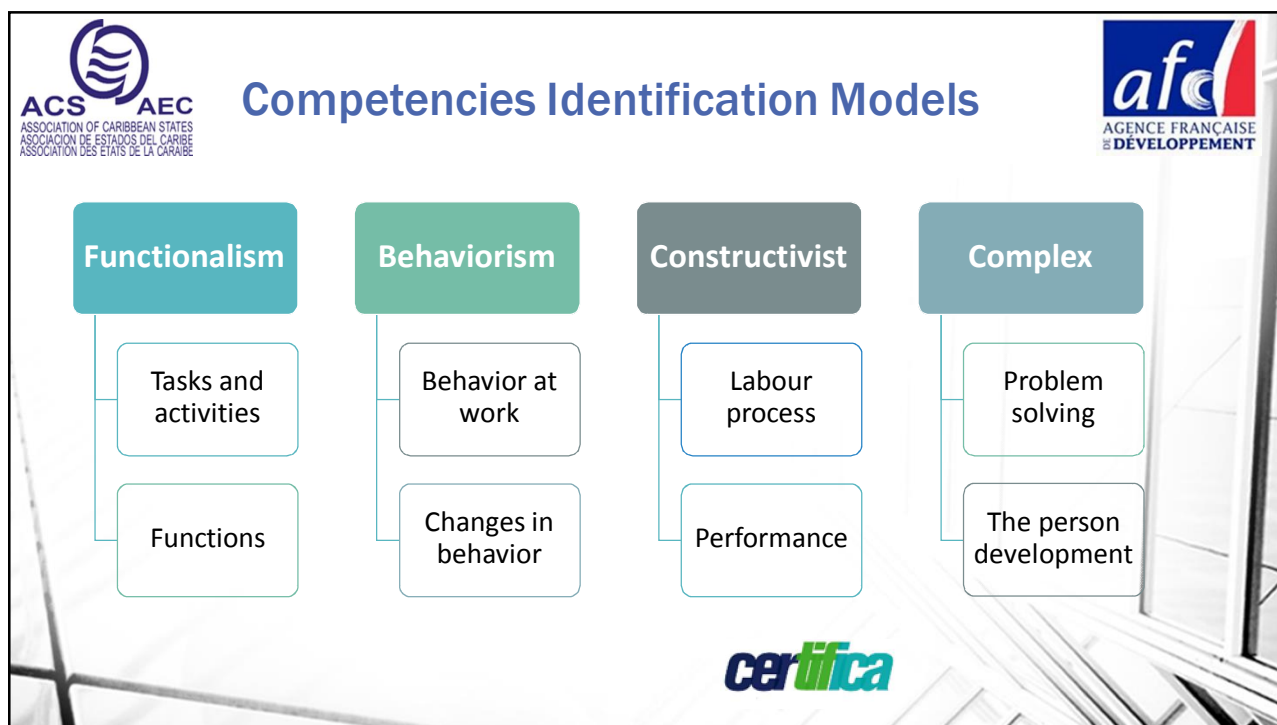 ACS AEC
ASSOCIATION OF CARIBBEAN STATES
ASOCIACION DE ESTADOS DEL CARIBE
ASSOCIATION DES ETATS DE LA CARAIBE
Competencies Identification Models
afd
AGENCE FRANÇAISE
DE DÉVELOPPEMENT
Functionalism
Tasks and
activities
Functions
Behaviorism
Behavior at
work
Changes in
behavior
Constructivist
Labour
process
Performance
Complex
Problem
solving
The person
development
certifica